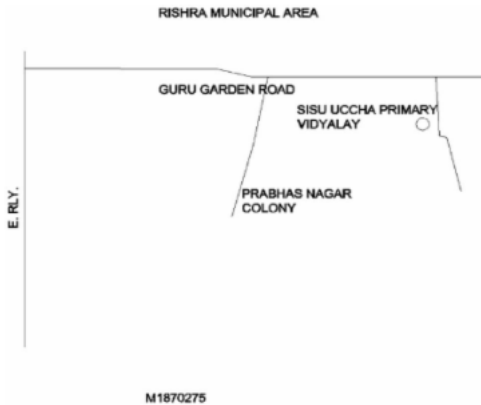 RISHRA MUNICIPAL AREA
GURU GARDEN ROAD
SISU UCCHA PRIMARY
VIDYALAY
PRABHAS NAGAR
COLONY
E. RLY.
M1870275